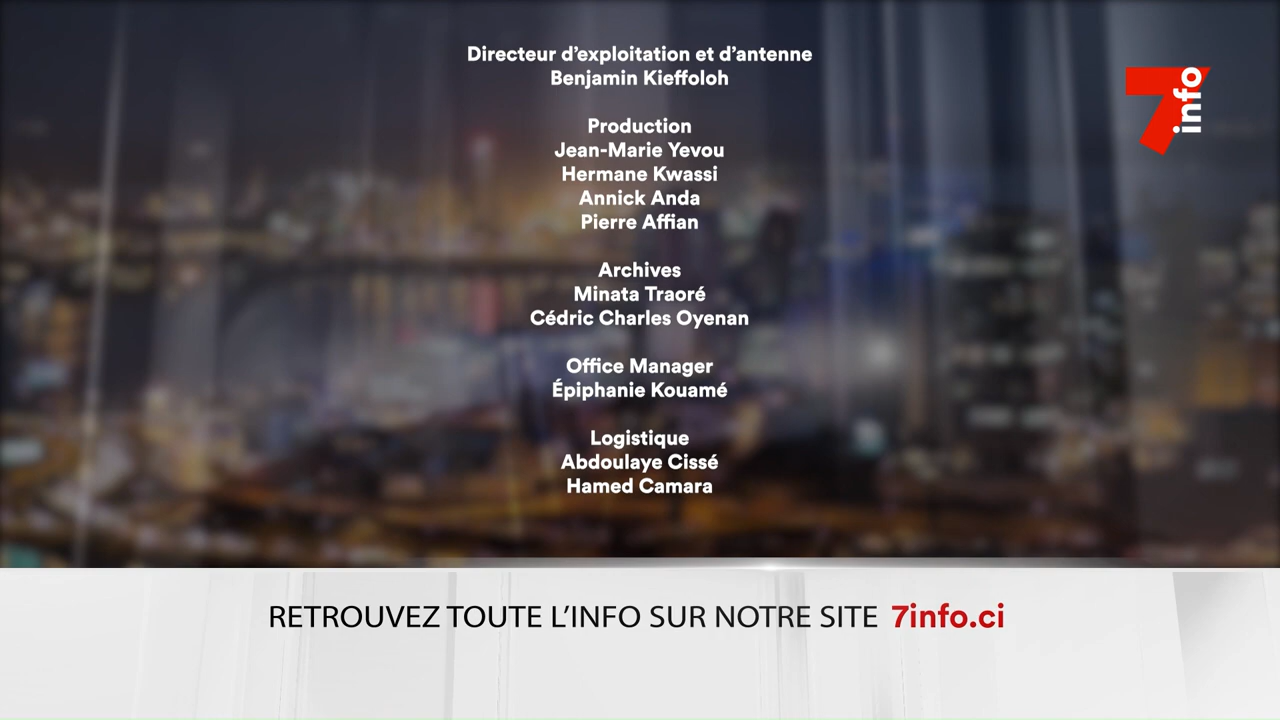 Directeur d’exploitation et d’antenne
Benjamin Kieffoloh
Production
Jean-Marie Yevou
Hermane Kwassi
Annick Anda
Pierre Affian
Archives
Minata Traoré
Cédric Charles Oyenan
Office Manager
Épiphanie Kouamé
Logistique
Abdoulaye Cissé
Hamed Camara
7info
RETROUVEZ TOUTE L’INFO SUR NOTRE SITE 7info.ci